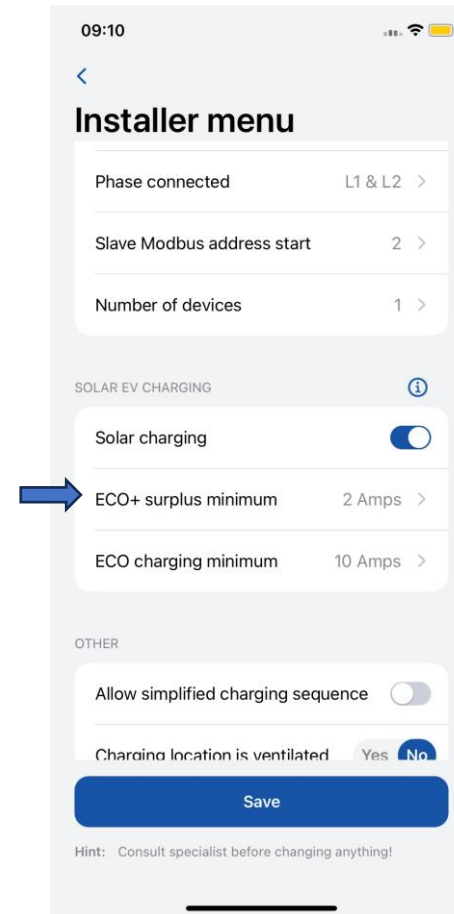 09:10
Installer menu
Phase connected L1 & L2
Slave Modbus address start 2
Number of devices 1
SOLAR EV CHARGING
Solar charging
ECO+ surplus minimum 2 Amps
ECO charging minimum 10 Amps
OTHER
Allow simplified charging sequence
Charging location is ventilated Yes No
Save
Hint: Consult specialist before changing anything!